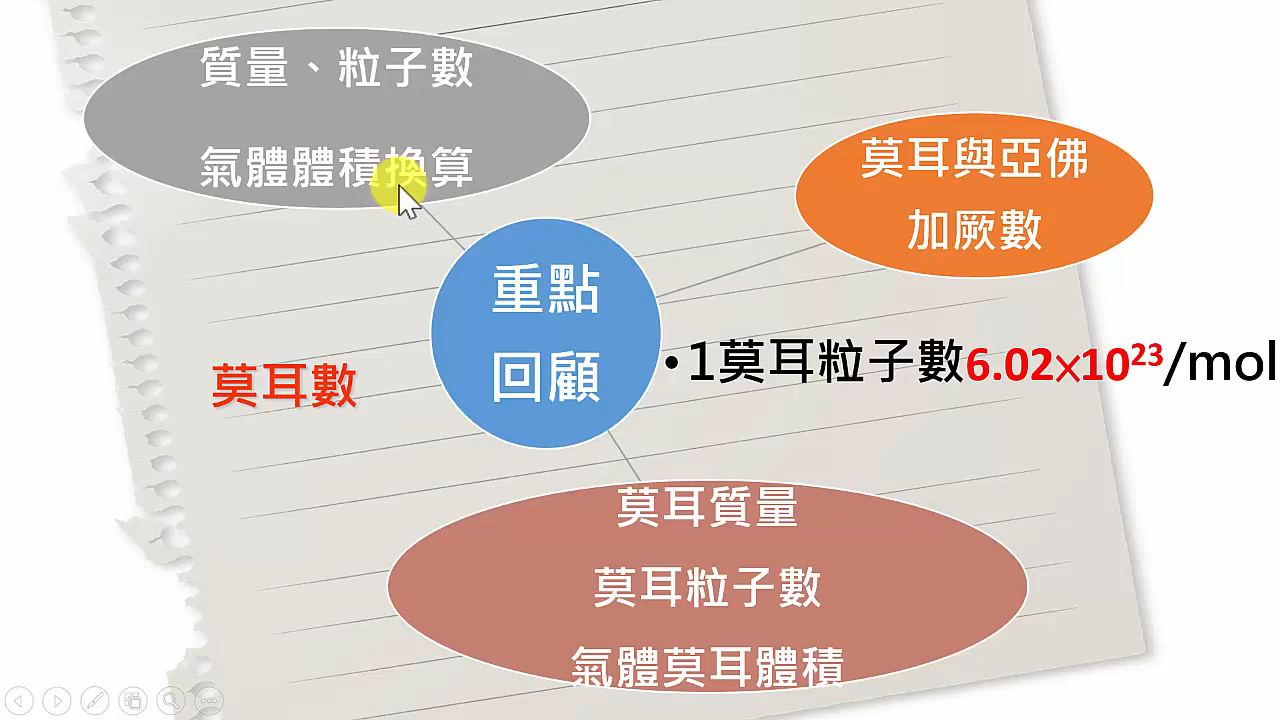 質量、粒子數
氣體體積換算
莫耳與亞佛
加厥數
重點
回顧
•1莫耳粒子數6.02×10²³/mol
莫耳數
莫耳質量
莫耳粒子數
氣體莫耳體積